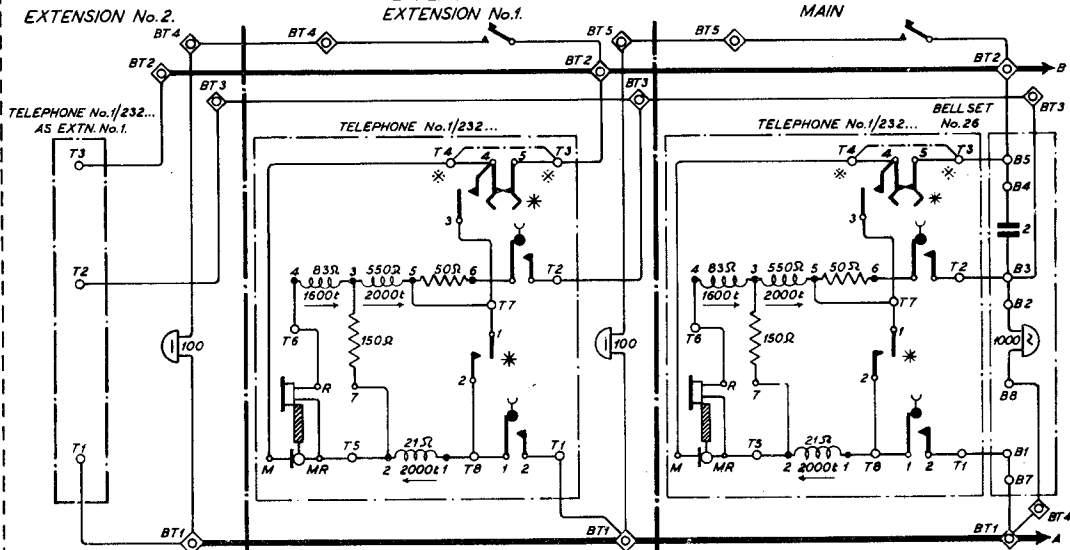 EXTENSION No.2.
EXTENSION No.1.
MAIN
BT4
BT4
BT5
BT5
BT2
BT2
BT2
B
BT3
BT3
BT3
TELEPHONE No.1/232...
AS EXTN. No.1.
TELEPHONE No.1/232...
TELEPHONE No.1/232...
BELLSET
No.26
T3
T4
4
5
T3
T4
4
5
T3
B5
※
※
※
※
B4
*
*
3
3
2
T2
4
83Ω
3
550Ω
5
50Ω
6
T2
4
83Ω
3
550Ω
5
50Ω
6
T2
B3
1600t
2000t
1600t
2000t
T7
T7
B2
T6
150Ω
1
T6
150Ω
1
100
100
1000
*
*
2
2
R
7
R
7
B8
T1
21Ω
T1
21Ω
T1
B1
M
MR
T5
2
2000t
1
T8
1
2
M
MR
T5
2
2000t
1
T8
1
2
B7
BT4
BT1
BT1
BT1
A